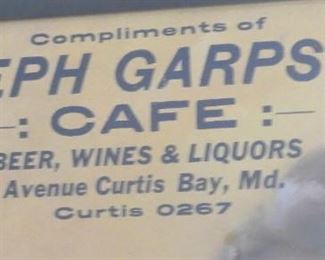 Compliments of
EPH GARPS
—: CAFE :—
BEER, WINES & LIQUORS
Avenue Curtis Bay, Md.
Curtis 0267